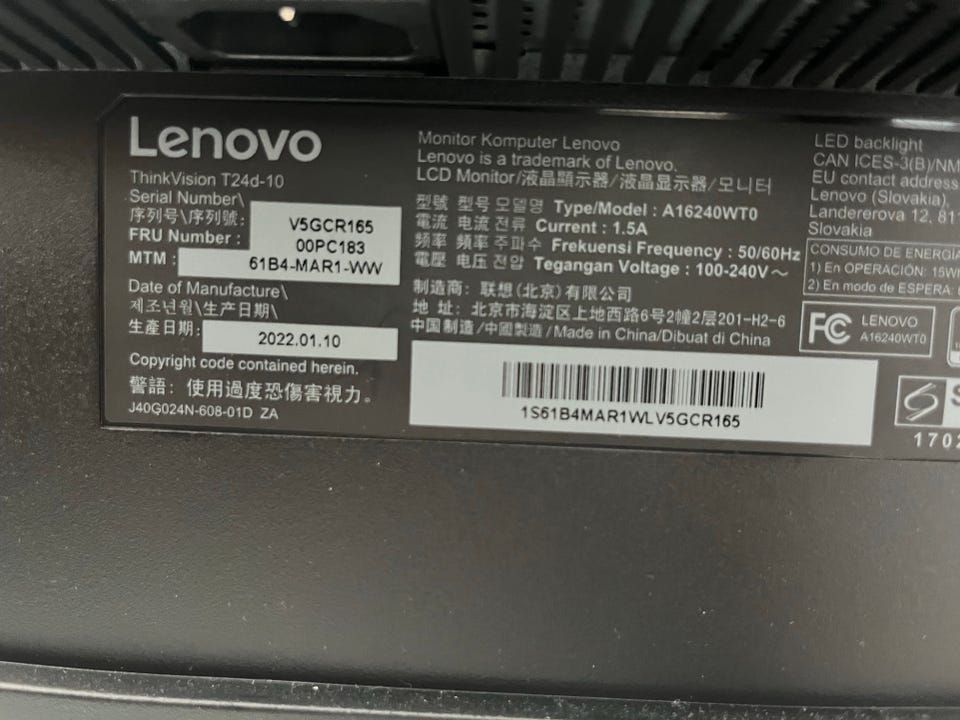 Lenovo
ThinkVision T24d-10
Serial Number\
序列号\序列號: V5GCR165
FRU Number : 00PC183
MTM : 61B4-MAR1-WW
Date of Manufacture\
제조년월\生产日期\
生產日期: 2022.01.10
Copyright code contained herein.
警語: 使用過度恐傷害視力。
J40G024N-608-01D ZA
Monitor Komputer Lenovo
Lenovo is a trademark of Lenovo.
LCD Monitor/液晶顯示器/液晶显示器/모니터
型號 型号 모델명 Type/Model : A16240WT0
電流 电流 전류 Current : 1.5A
頻率 频率 주파수 Frekuensi Frequency : 50/60Hz
電壓 电压 전압 Tegangan Voltage : 100-240V～
制造商: 联想(北京)有限公司
地 址: 北京市海淀区上地西路6号2幢2层201-H2-6
中国制造/中國製造/Made in China/Dibuat di China
1S61B4MAR1WLV5GCR165
LED backlight
CAN ICES-3(B)/NM
EU contact address
Lenovo (Slovakia),
Landererova 12, 811
Slovakia
CONSUMO DE ENERGIA
1) En OPERACIÓN: 15Wh
2) En modo de ESPERA:
FC LENOVO
A16240WT0
S
1702